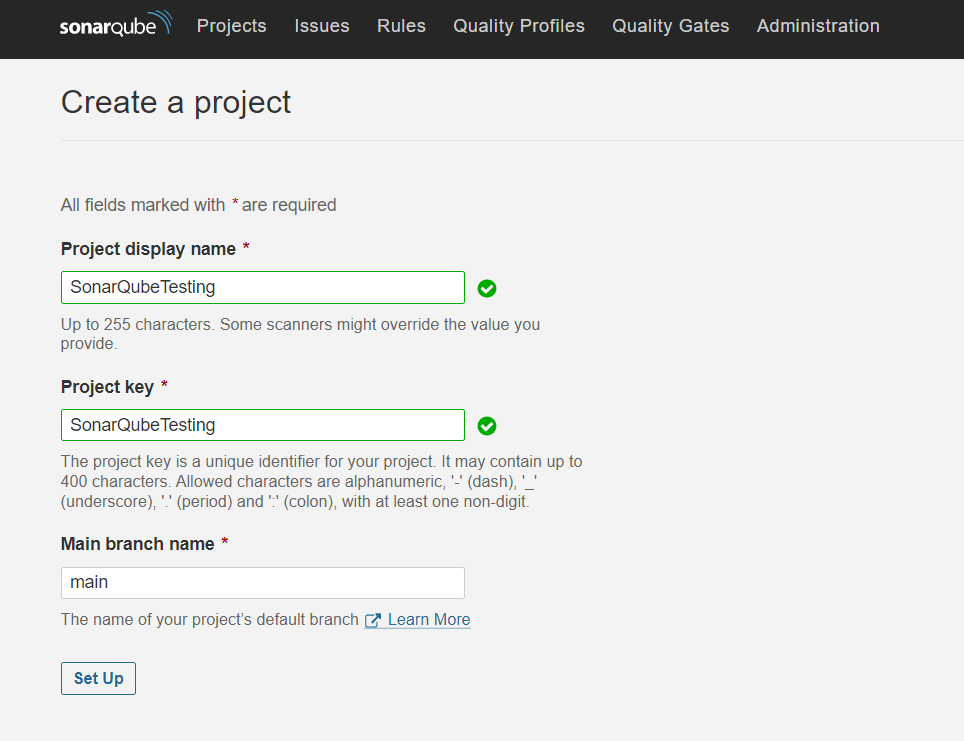 sonarqube Projects Issues Rules Quality Profiles Quality Gates Administration
Create a project
All fields marked with * are required
Project display name *
SonarQubeTesting
Up to 255 characters. Some scanners might override the value you
provide.
Project key *
SonarQubeTesting
The project key is a unique identifier for your project. It may contain up to
400 characters. Allowed characters are alphanumeric, '-' (dash), '_'
(underscore), '.' (period) and ':' (colon), with at least one non-digit.
Main branch name *
main
The name of your project's default branch Learn More
Set Up